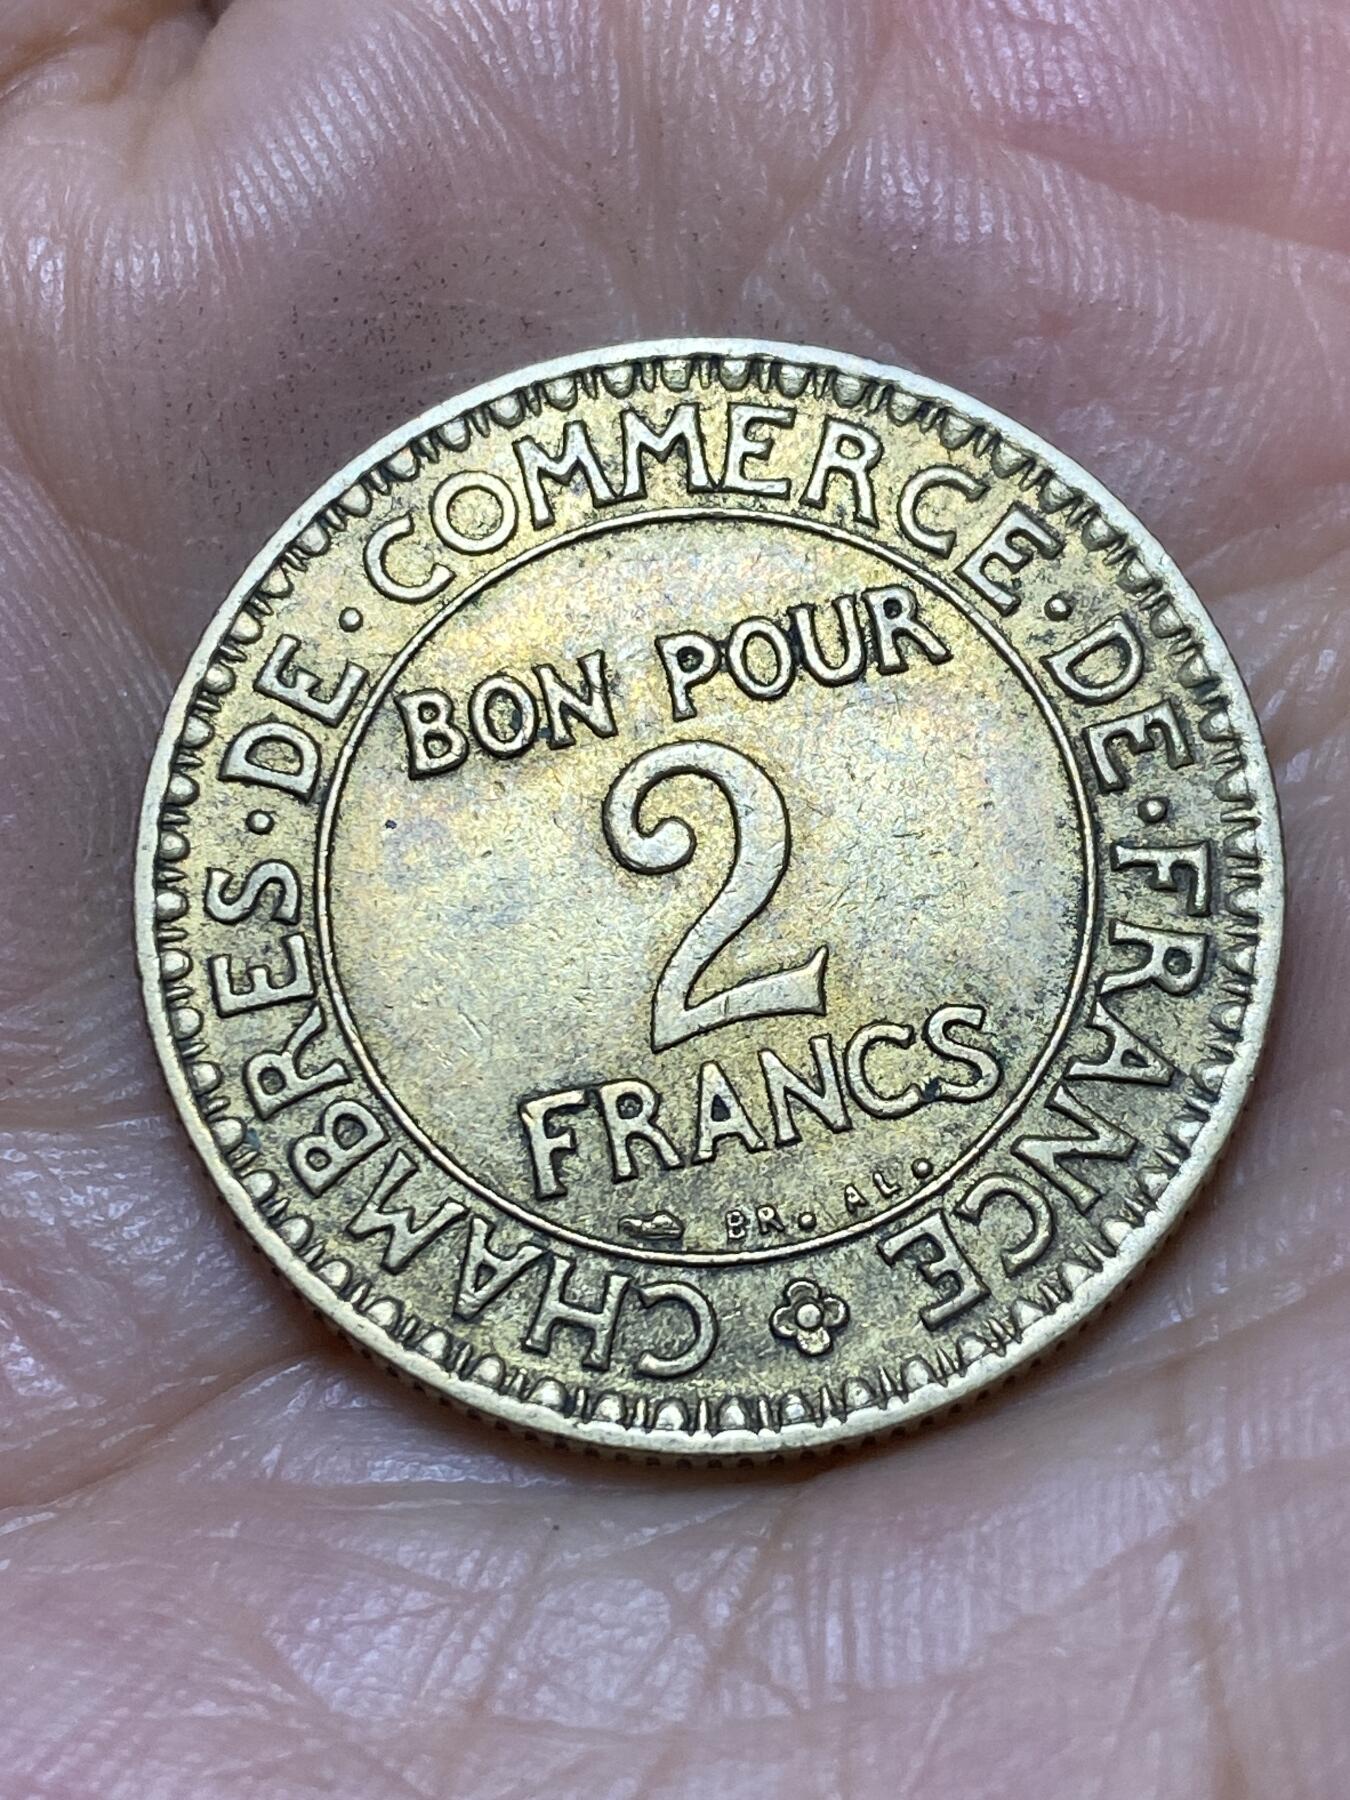 CHAMBRES·DE·COMMERCE·DE·FRANCE
BON POUR
2
FRANCS
BR. AL.